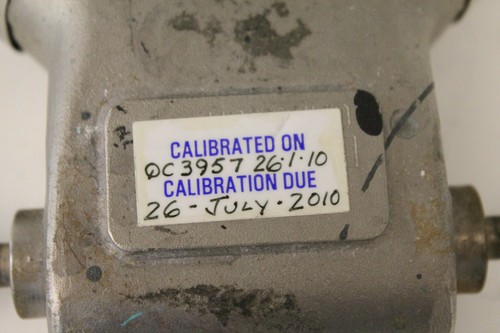 CALIBRATED ON
QC3957 26.1.10
CALIBRATION DUE
26-JULY.2010